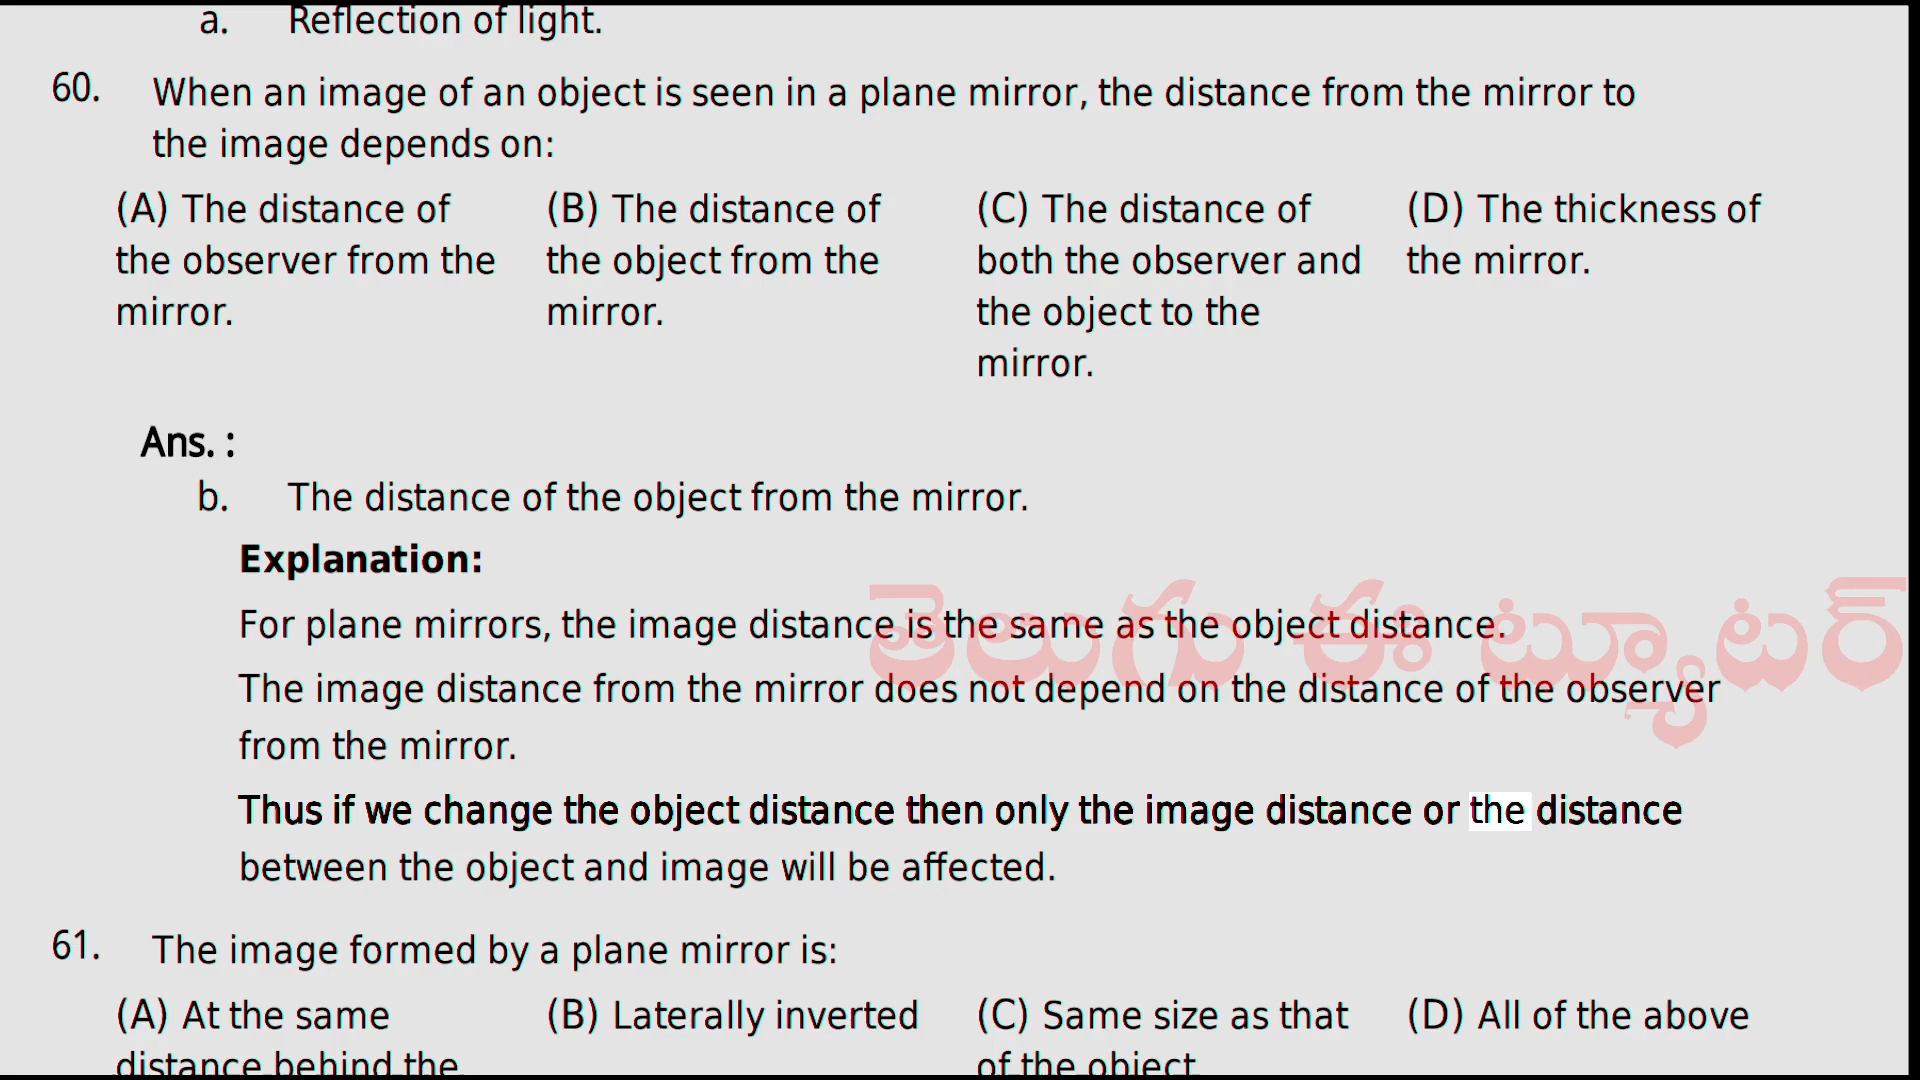 a. Reflection of light.
60. When an image of an object is seen in a plane mirror, the distance from the mirror to
the image depends on:
(A) The distance of (B) The distance of (C) The distance of (D) The thickness of
the observer from the the object from the both the observer and the mirror.
mirror. mirror. the object to the
mirror.
Ans. :
b. The distance of the object from the mirror.
Explanation:
For plane mirrors, the image distance is the same as the object distance.
తెలుగు ఈ ట్యూటర్
The image distance from the mirror does not depend on the distance of the observer
from the mirror.
Thus if we change the object distance then only the image distance or the distance
between the object and image will be affected.
61. The image formed by a plane mirror is:
(A) At the same (B) Laterally inverted (C) Same size as that (D) All of the above
distance behind the of the object